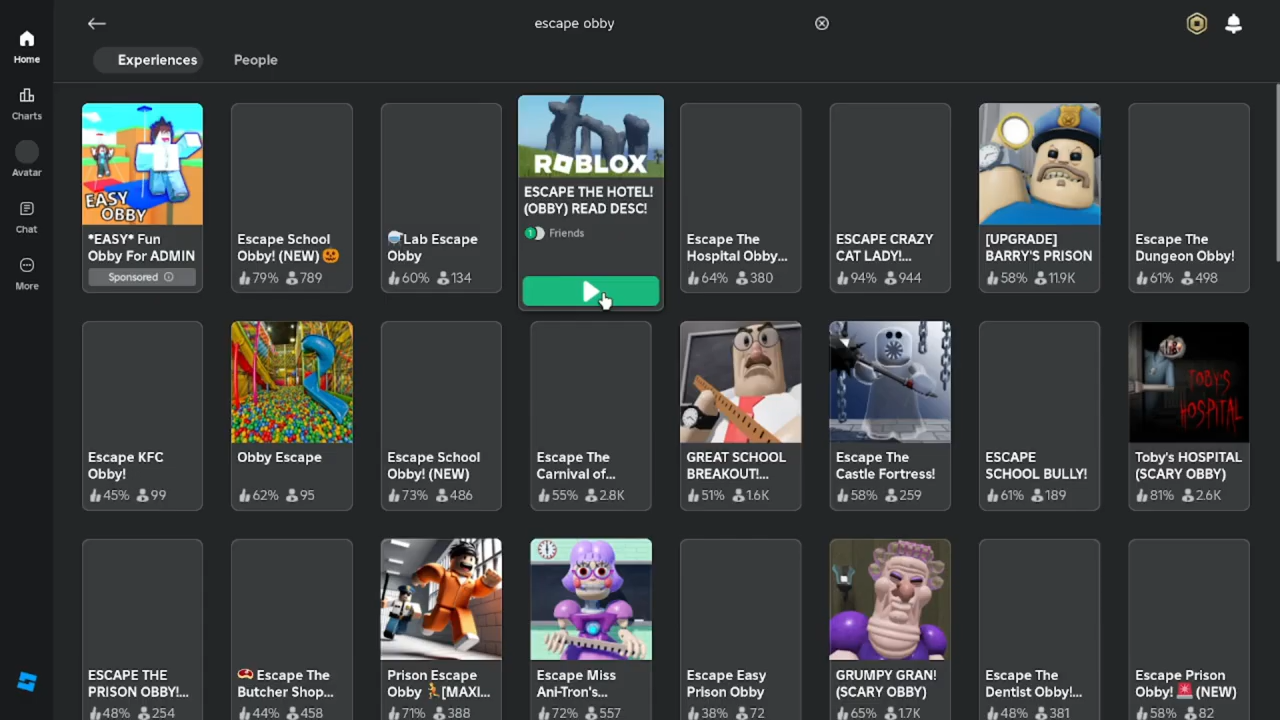 escape obby
Home
Charts
Avatar
Chat
More
Experiences
People
EASY
OBBY
*EASY* Fun
Obby For ADMIN
Sponsored
Escape School
Obby! (NEW) 🎃
79% 789
Lab Escape
Obby
60% 134
ROBLOX
ESCAPE THE HOTEL!
(OBBY) READ DESC!
1 Friends
Escape The
Hospital Obby...
64% 380
ESCAPE CRAZY
CAT LADY!...
94% 944
[UPGRADE]
BARRY'S PRISON
58% 11.9K
Escape The
Dungeon Obby!
61% 498
Escape KFC
Obby!
45% 99
Obby Escape
62% 95
Escape School
Obby! (NEW)
73% 486
Escape The
Carnival of...
55% 2.8K
GREAT SCHOOL
BREAKOUT!...
51% 1.6K
Escape The
Castle Fortress!
58% 259
ESCAPE
SCHOOL BULLY!
61% 189
TOBY'S
HOSPITAL
Toby's HOSPITAL
(SCARY OBBY)
81% 2.6K
ESCAPE THE
PRISON OBBY!...
48% 254
🥩 Escape The
Butcher Shop...
44% 458
Prison Escape
Obby 🏃[MAXI...
71% 388
Escape Miss
Ani-Tron's...
72% 557
Escape Easy
Prison Obby
38% 72
GRUMPY GRAN!
(SCARY OBBY)
65% 1.7K
Escape The
Dentist Obby!...
48% 381
Escape Prison
Obby! 🚨 (NEW)
58% 82